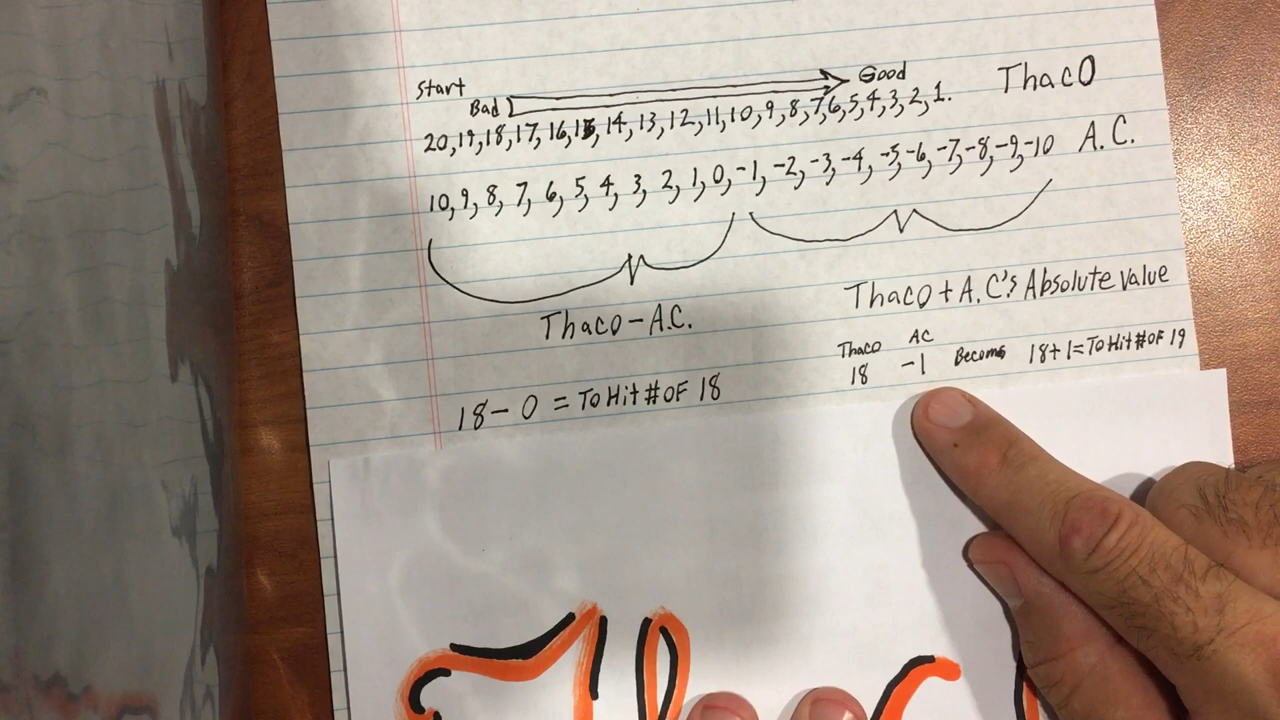 Start
Bad Good
20, 19, 18, 17, 16, 15, 14, 13, 12, 11, 10, 9, 8, 7, 6, 5, 4, 3, 2, 1. ThacO
10, 9, 8, 7, 6, 5, 4, 3, 2, 1, 0, -1, -2, -3, -4, -5, -6, -7, -8, -9, -10 A.C.
ThacO + A.C's Absolute value
Thaco - A.C.
Thaco AC
18 -1 Becoms 18+1 = To Hit # OF 19
18 - 0 = To Hit # OF 18